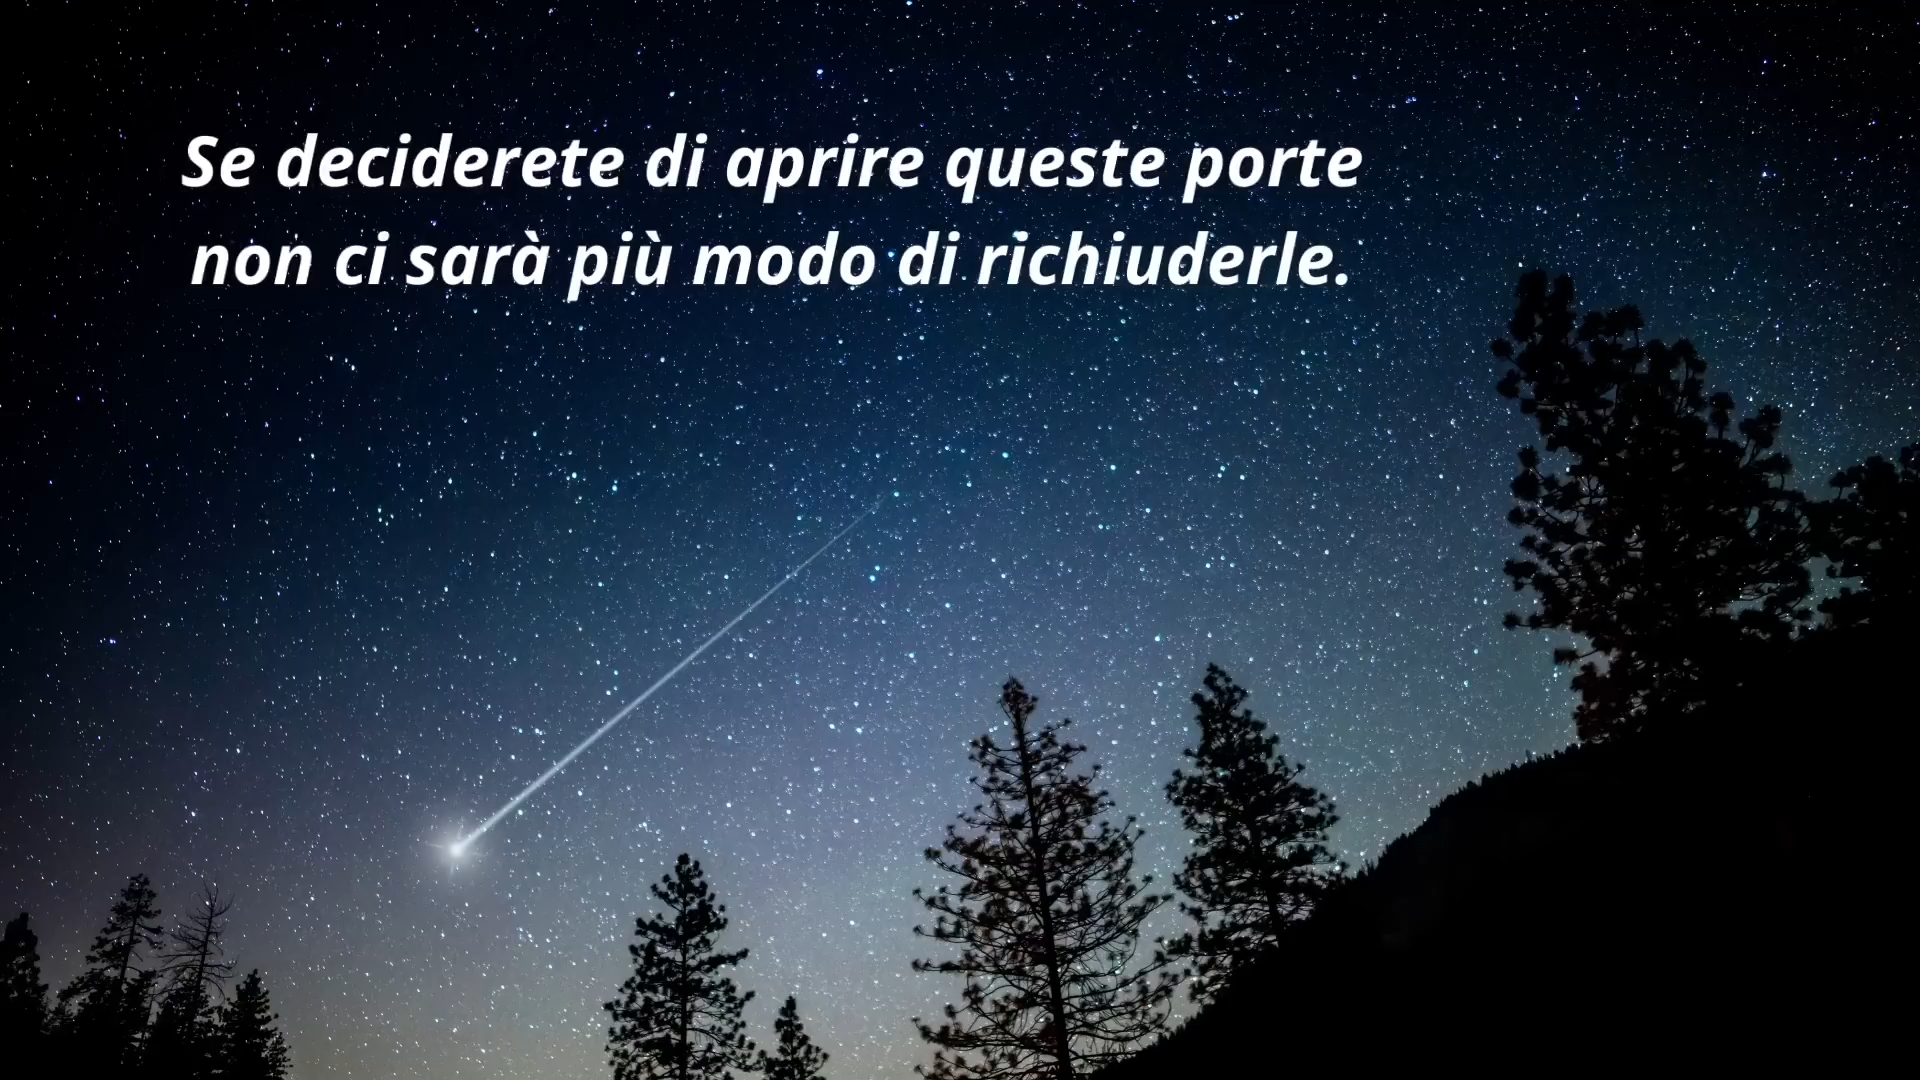 Se deciderete di aprire queste porte
non ci sarà più modo di richiuderle.